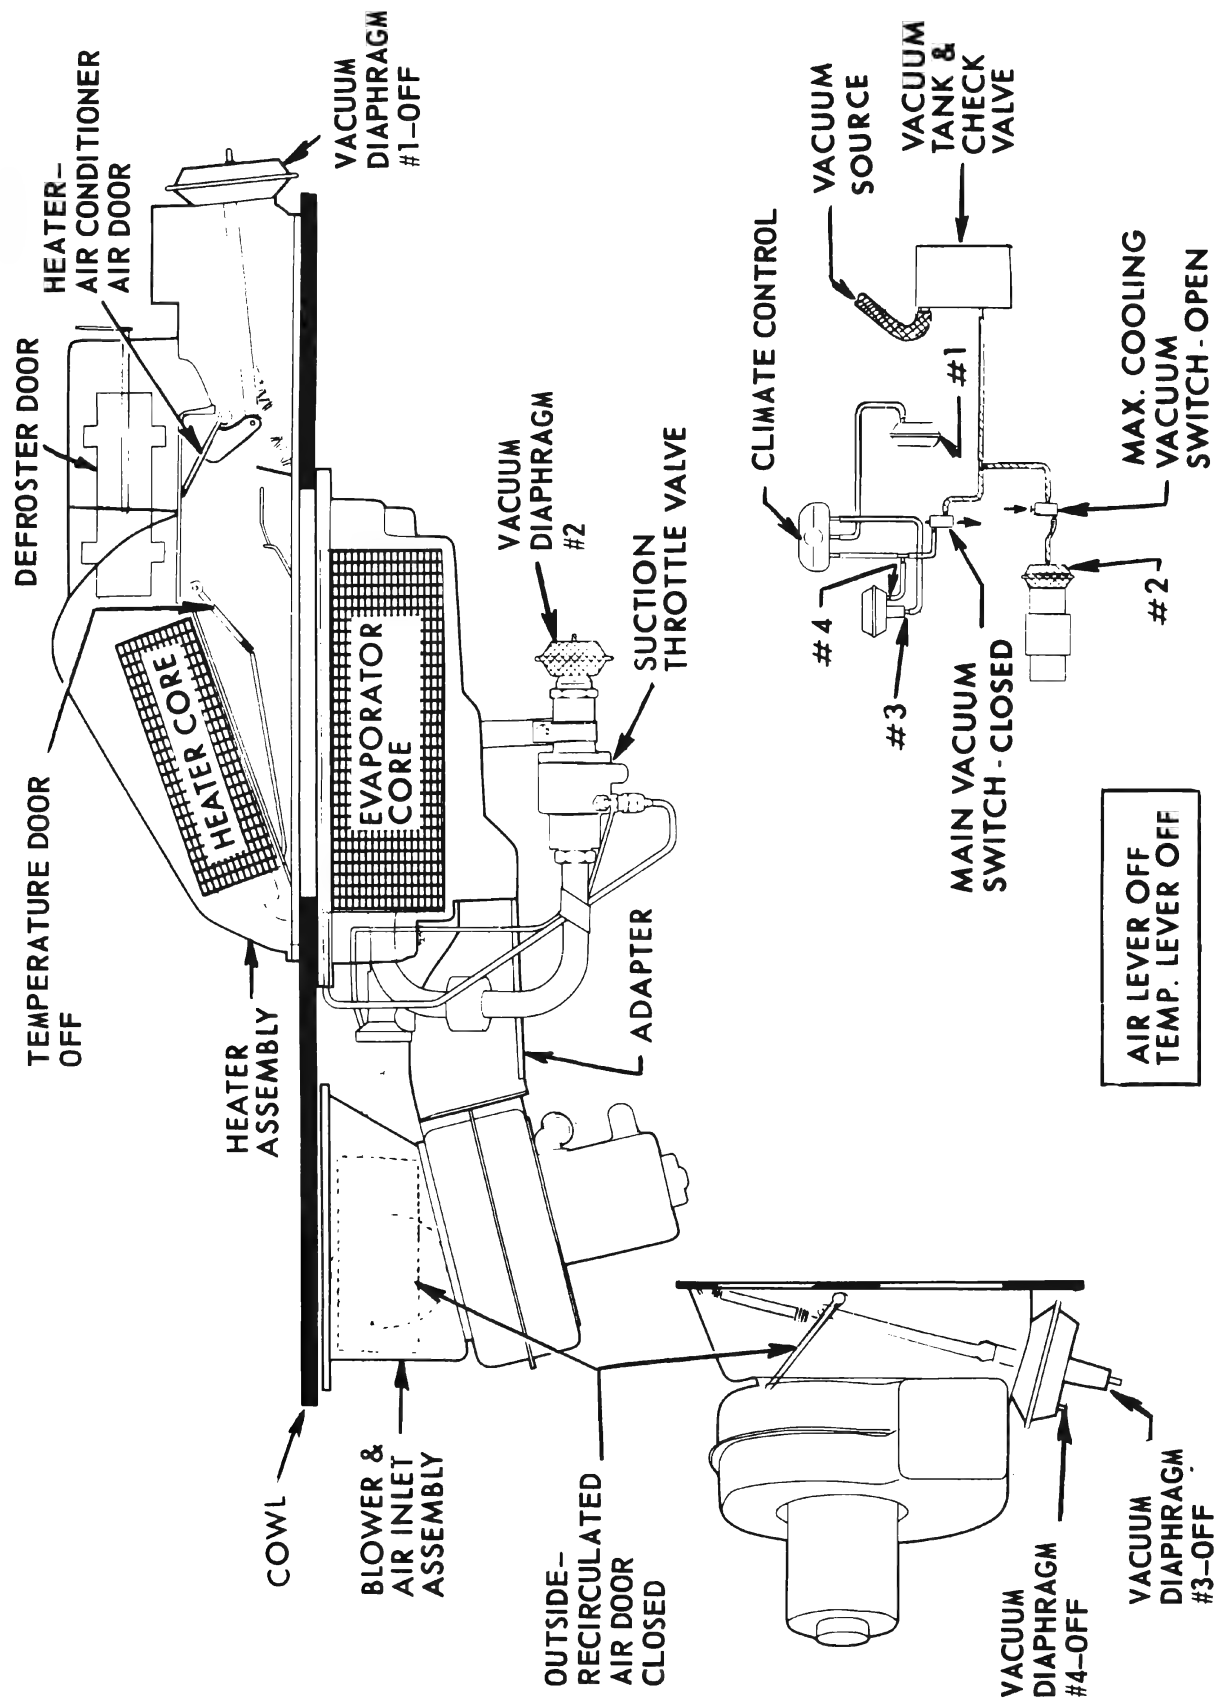 TEMPERATURE DOOR
OFF
DEFROSTER DOOR
HEATER–
AIR CONDITIONER
AIR DOOR
VACUUM
DIAPHRAGM
#1–OFF
HEATER
ASSEMBLY
HEATER CORE
EVAPORATOR
CORE
COWL
BLOWER &
AIR INLET
ASSEMBLY
ADAPTER
VACUUM
DIAPHRAGM
#2
SUCTION
THROTTLE VALVE
OUTSIDE–
RECIRCULATED
AIR DOOR
CLOSED
VACUUM
DIAPHRAGM
#4–OFF
VACUUM
DIAPHRAGM
#3–OFF
CLIMATE CONTROL
VACUUM
SOURCE
VACUUM
TANK &
CHECK
VALVE
#1
#4
#3
#2
MAIN VACUUM
SWITCH - CLOSED
MAX. COOLING
VACUUM
SWITCH - OPEN
AIR LEVER OFF
TEMP. LEVER OFF